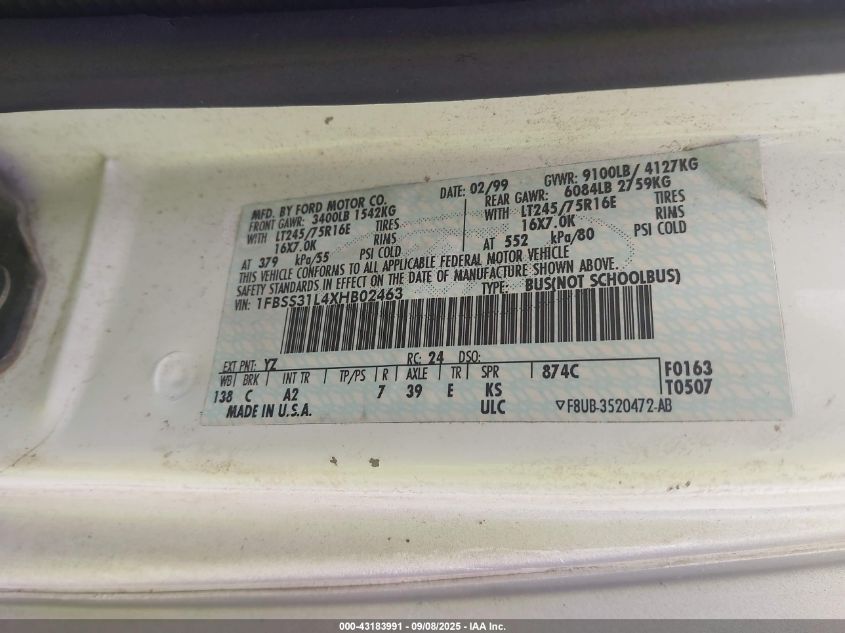 MFD. BY FORD MOTOR CO.
DATE: 02/99
GVWR: 9100LB/ 4127KG
FRONT GAWR: 3400LB 1542KG
REAR GAWR: 6084LB 2759KG
WITH LT245/75R16E TIRES
WITH LT245/75R16E TIRES
16X7.0K RIMS
16X7.0K RIMS
AT 379 kPa/55 PSI COLD
AT 552 kPa/80 PSI COLD
THIS VEHICLE CONFORMS TO ALL APPLICABLE FEDERAL MOTOR VEHICLE
SAFETY STANDARDS IN EFFECT ON THE DATE OF MANUFACTURE SHOWN ABOVE.
VIN: 1FBSS31L4XHB02463
TYPE: BUS(NOT SCHOOLBUS)
EXT PNT: YZ RC: 24 DSO:
WB BRK INT TR TP/PS R AXLE TR SPR 874C F0163
138 C A2 7 39 E KS T0507
MADE IN U.S.A. ULC ▽F8UB-3520472-AB
000-43183991 - 09/08/2025 - IAA Inc.